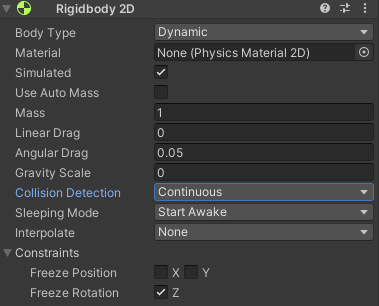 Rigidbody 2D
Body Type Dynamic
Material None (Physics Material 2D)
Simulated
Use Auto Mass
Mass 1
Linear Drag 0
Angular Drag 0.05
Gravity Scale 0
Collision Detection Continuous
Sleeping Mode Start Awake
Interpolate None
Constraints
Freeze Position X Y
Freeze Rotation Z